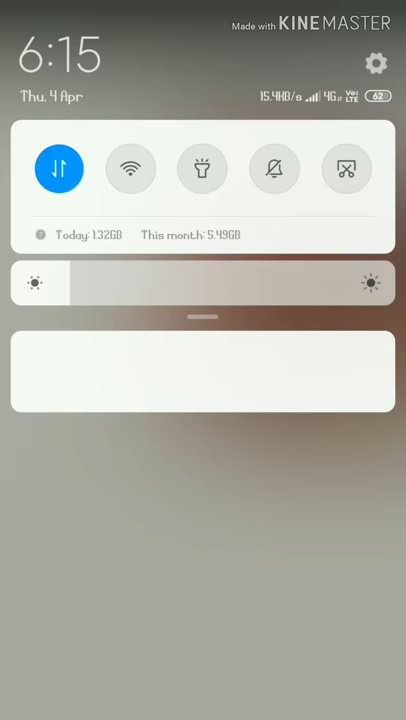 Made with KINEMASTER
6:15
Thu, 4 Apr
15.4KB/s 4G Vo LTE 62
Today: 1.32GB This month: 5.49GB